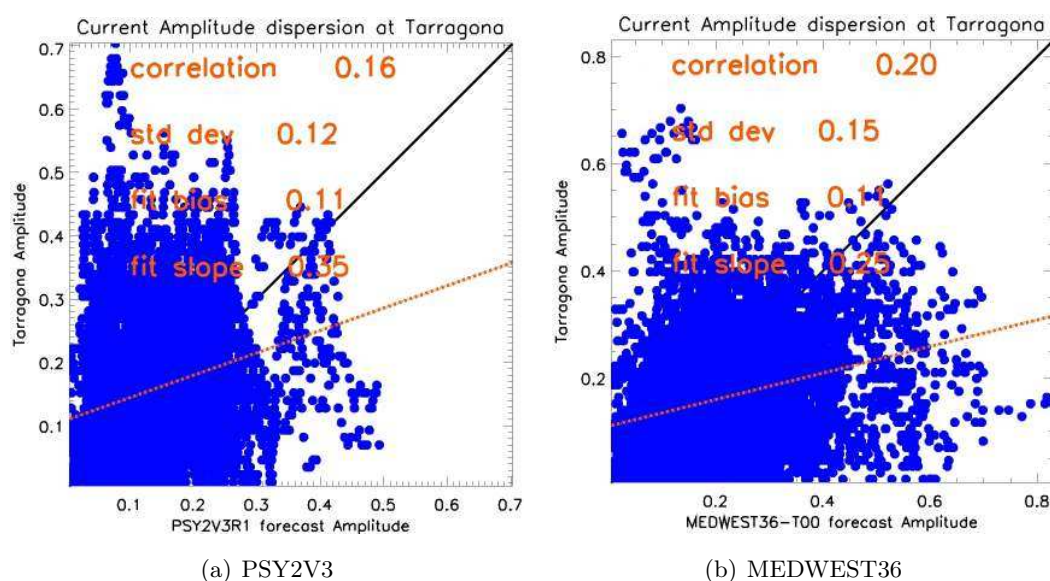 Current Amplitude dispersion at Tarragona
0.7
0.6
0.5
0.4
0.3
0.2
0.1
Tarragona Amplitude
correlation 0.16
std dev 0.12
fit bias 0.11
fit slope 0.35
0.1 0.2 0.3 0.4 0.5 0.6 0.7
PSY2V3R1 forecast Amplitude
(a) PSY2V3
Current Amplitude dispersion at Tarragona
0.8
0.6
0.4
0.2
Tarragona Amplitude
correlation 0.20
std dev 0.15
fit bias 0.11
fit slope 0.25
0.2 0.4 0.6 0.8
MEDWEST36-T00 forecast Amplitude
(b) MEDWEST36